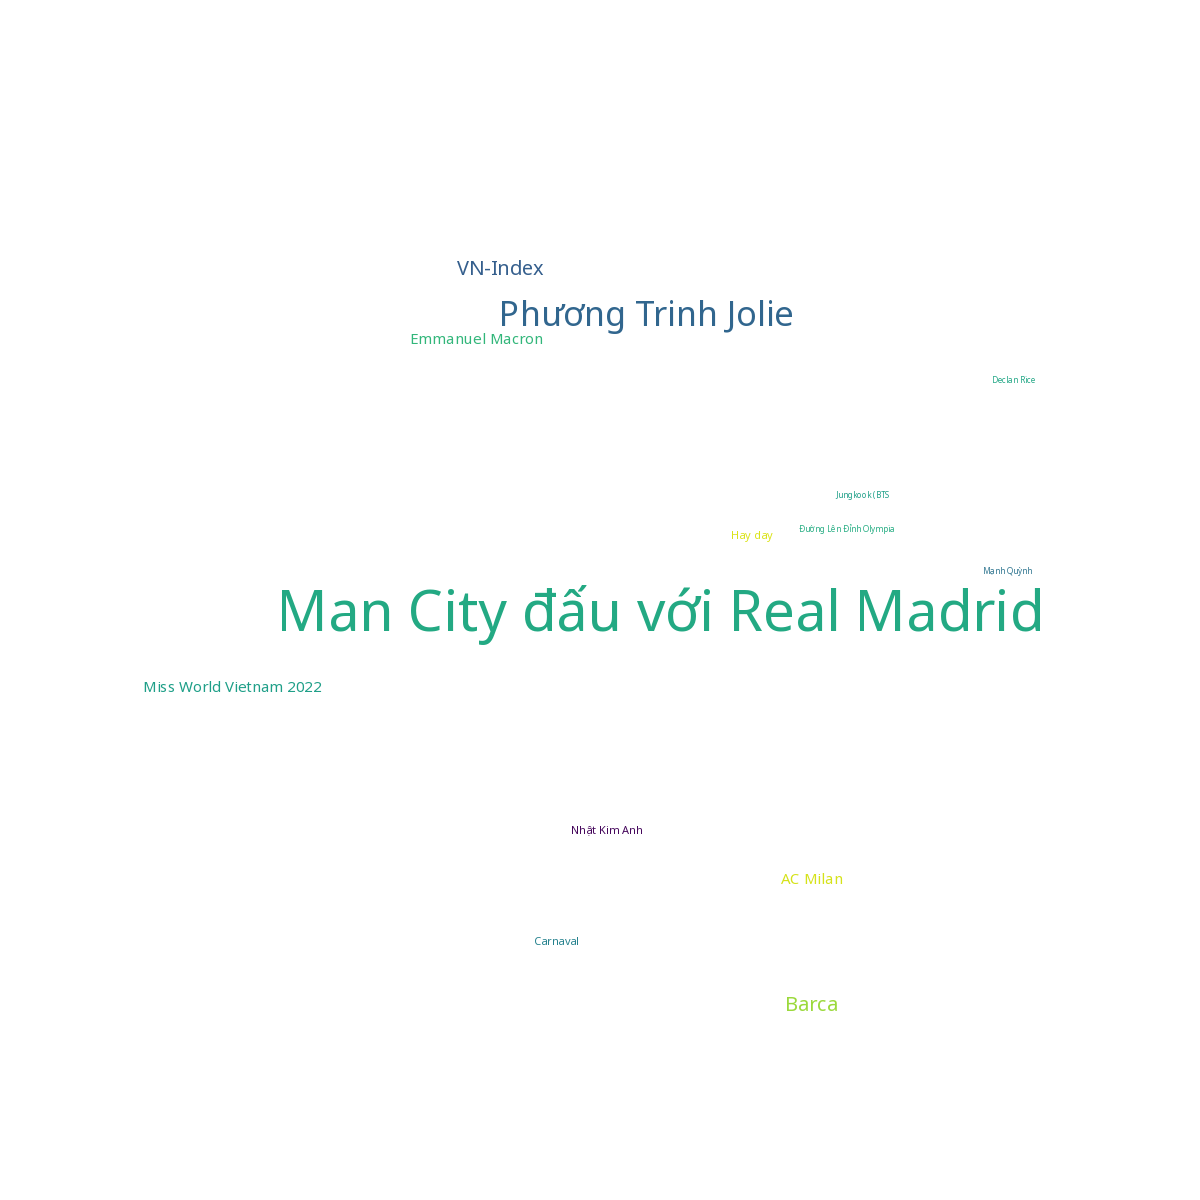 VN-Index
Phương Trinh Jolie
Emmanuel Macron
Declan Rice
Jungkook (BTS
Đường Lên Đỉnh Olympia
Hay day
Mạnh Quỳnh
Man City đấu với Real Madrid
Miss World Vietnam 2022
Nhật Kim Anh
AC Milan
Carnaval
Barca